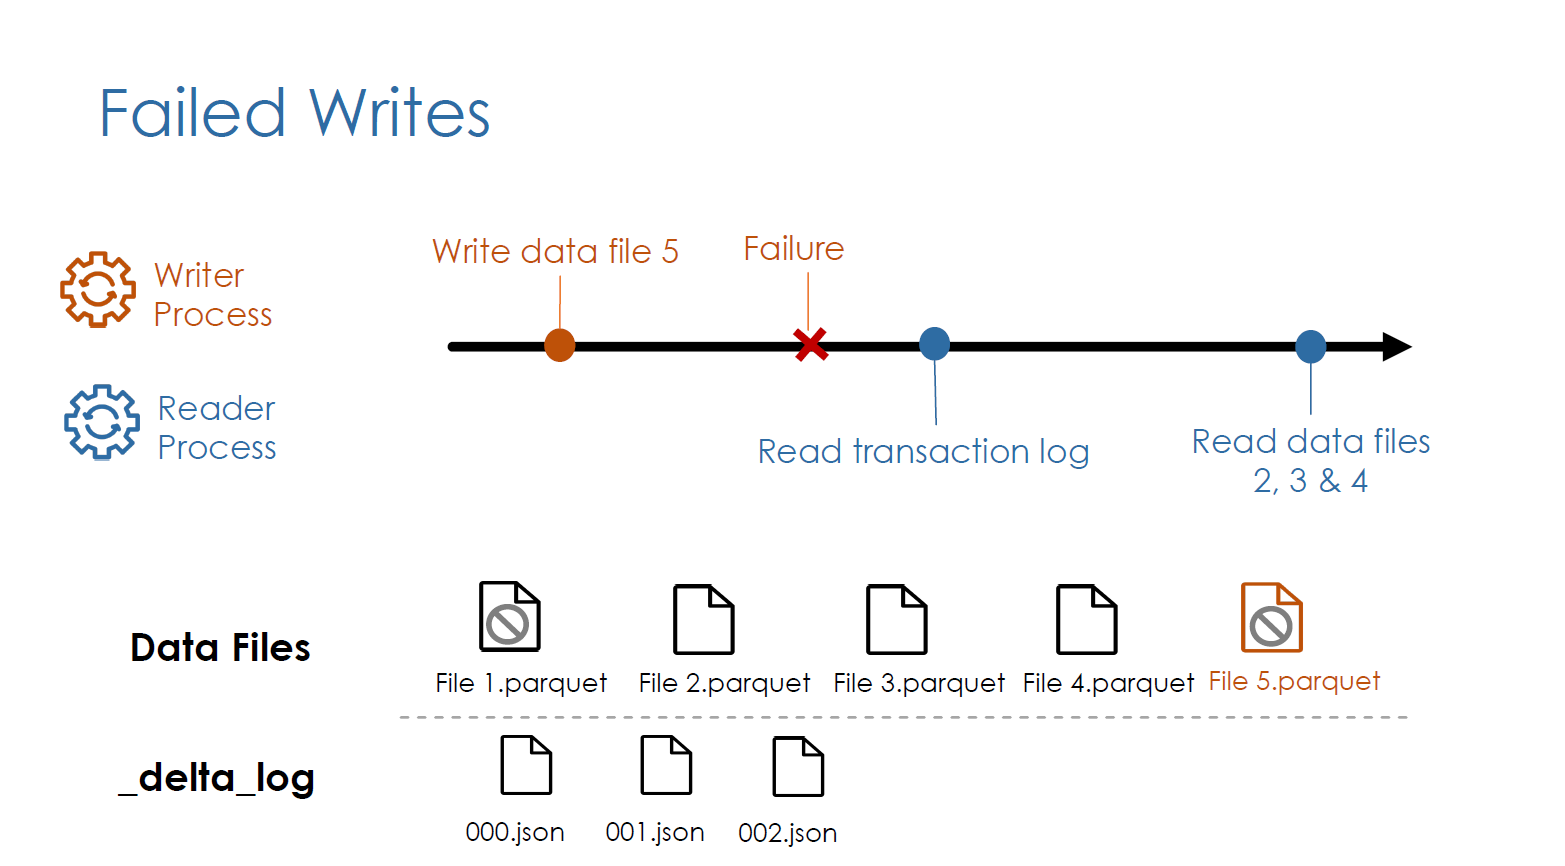 Failed Writes
Write data file 5
Failure
Writer
Process
Reader
Process
Read transaction log
Read data files
2, 3 & 4
Data Files
File 1.parquet
File 2.parquet
File 3.parquet
File 4.parquet
File 5.parquet
_delta_log
000.json
001.json
002.json